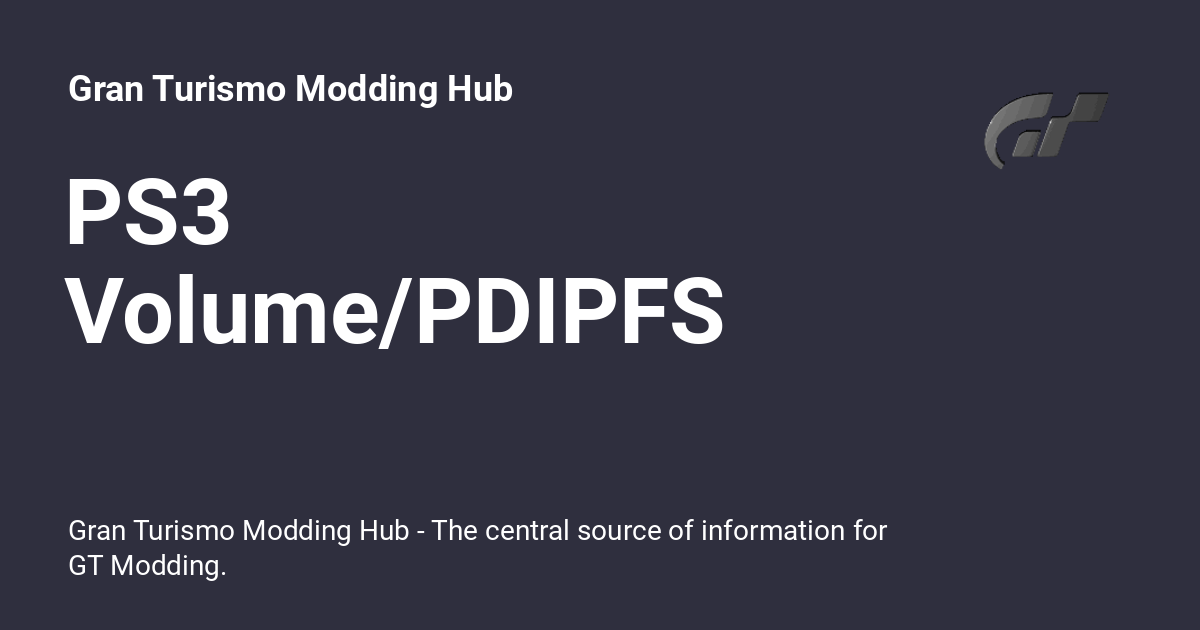 Gran Turismo Modding Hub
PS3
Volume/PDIPFS
Gran Turismo Modding Hub - The central source of information for
GT Modding.